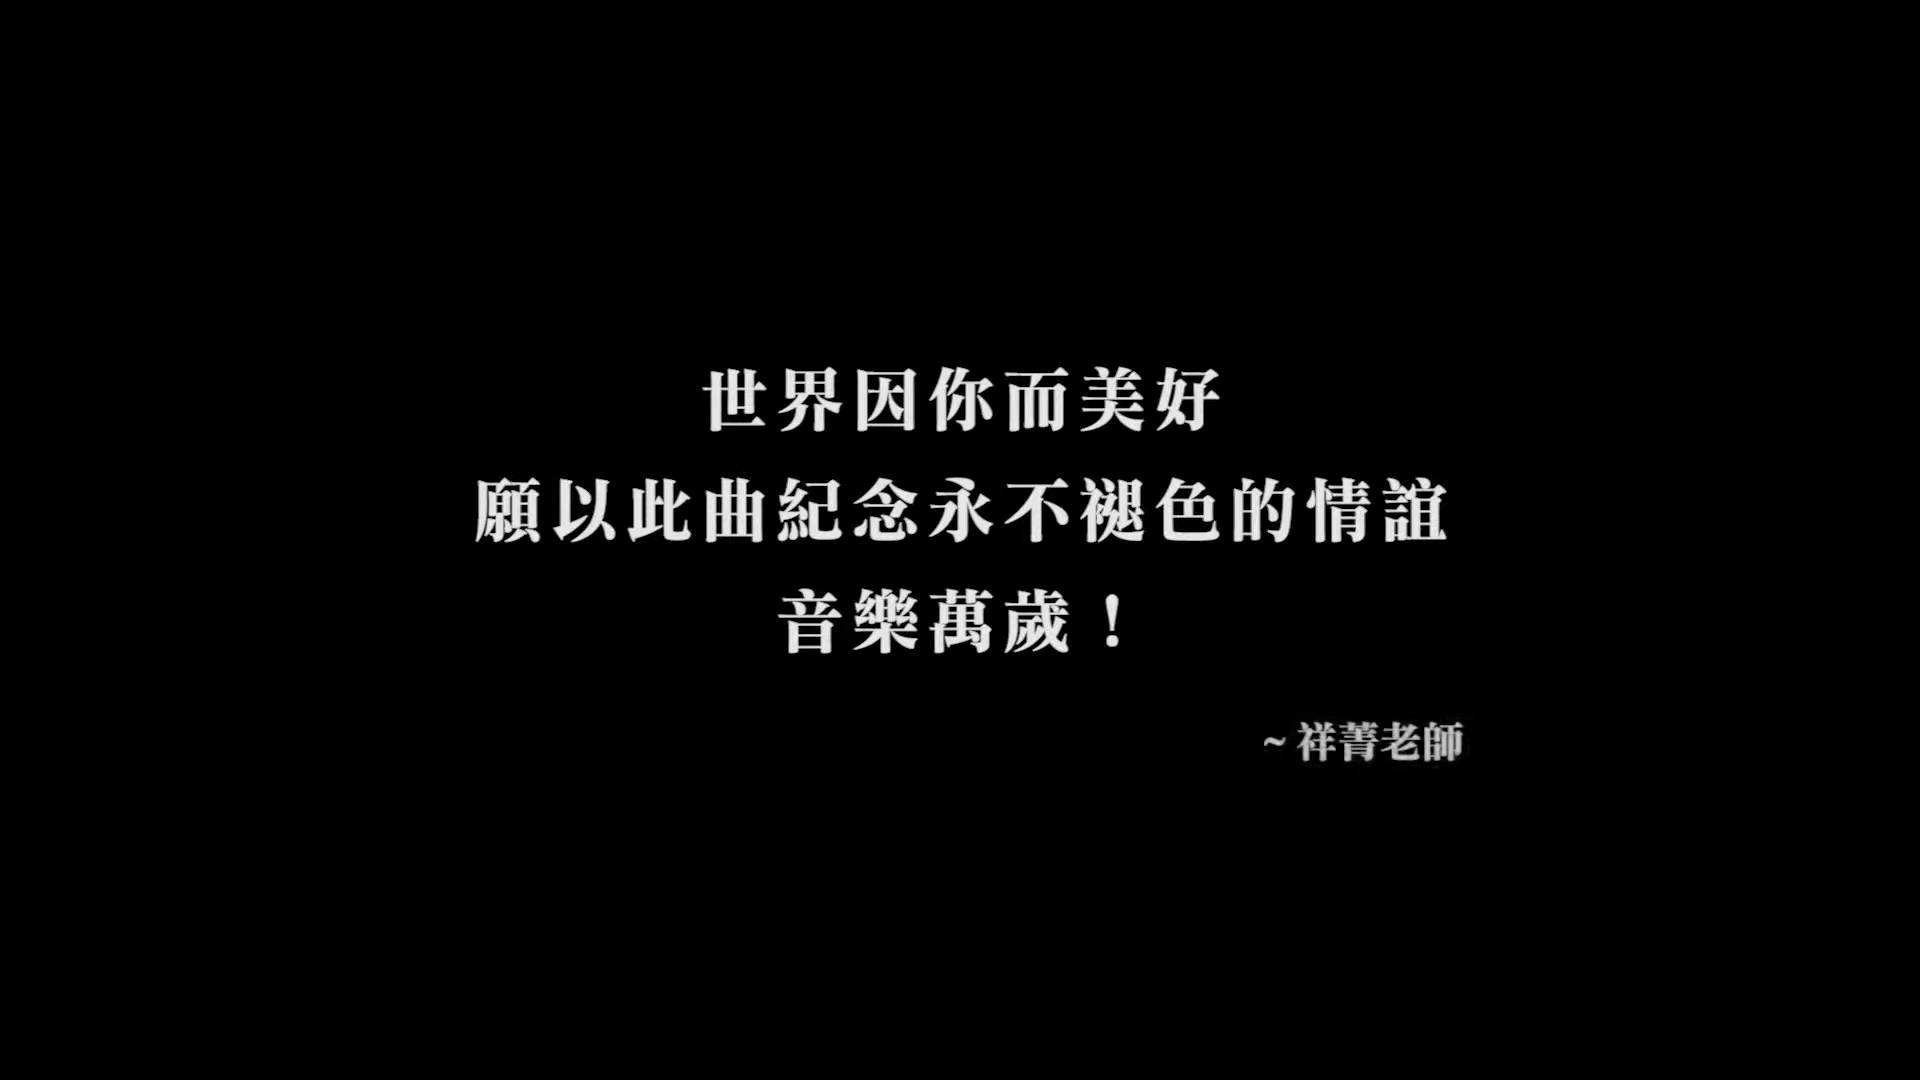 世界因你而美好
願以此曲紀念永不褪色的情誼
音樂萬歲！
~祥菁老師